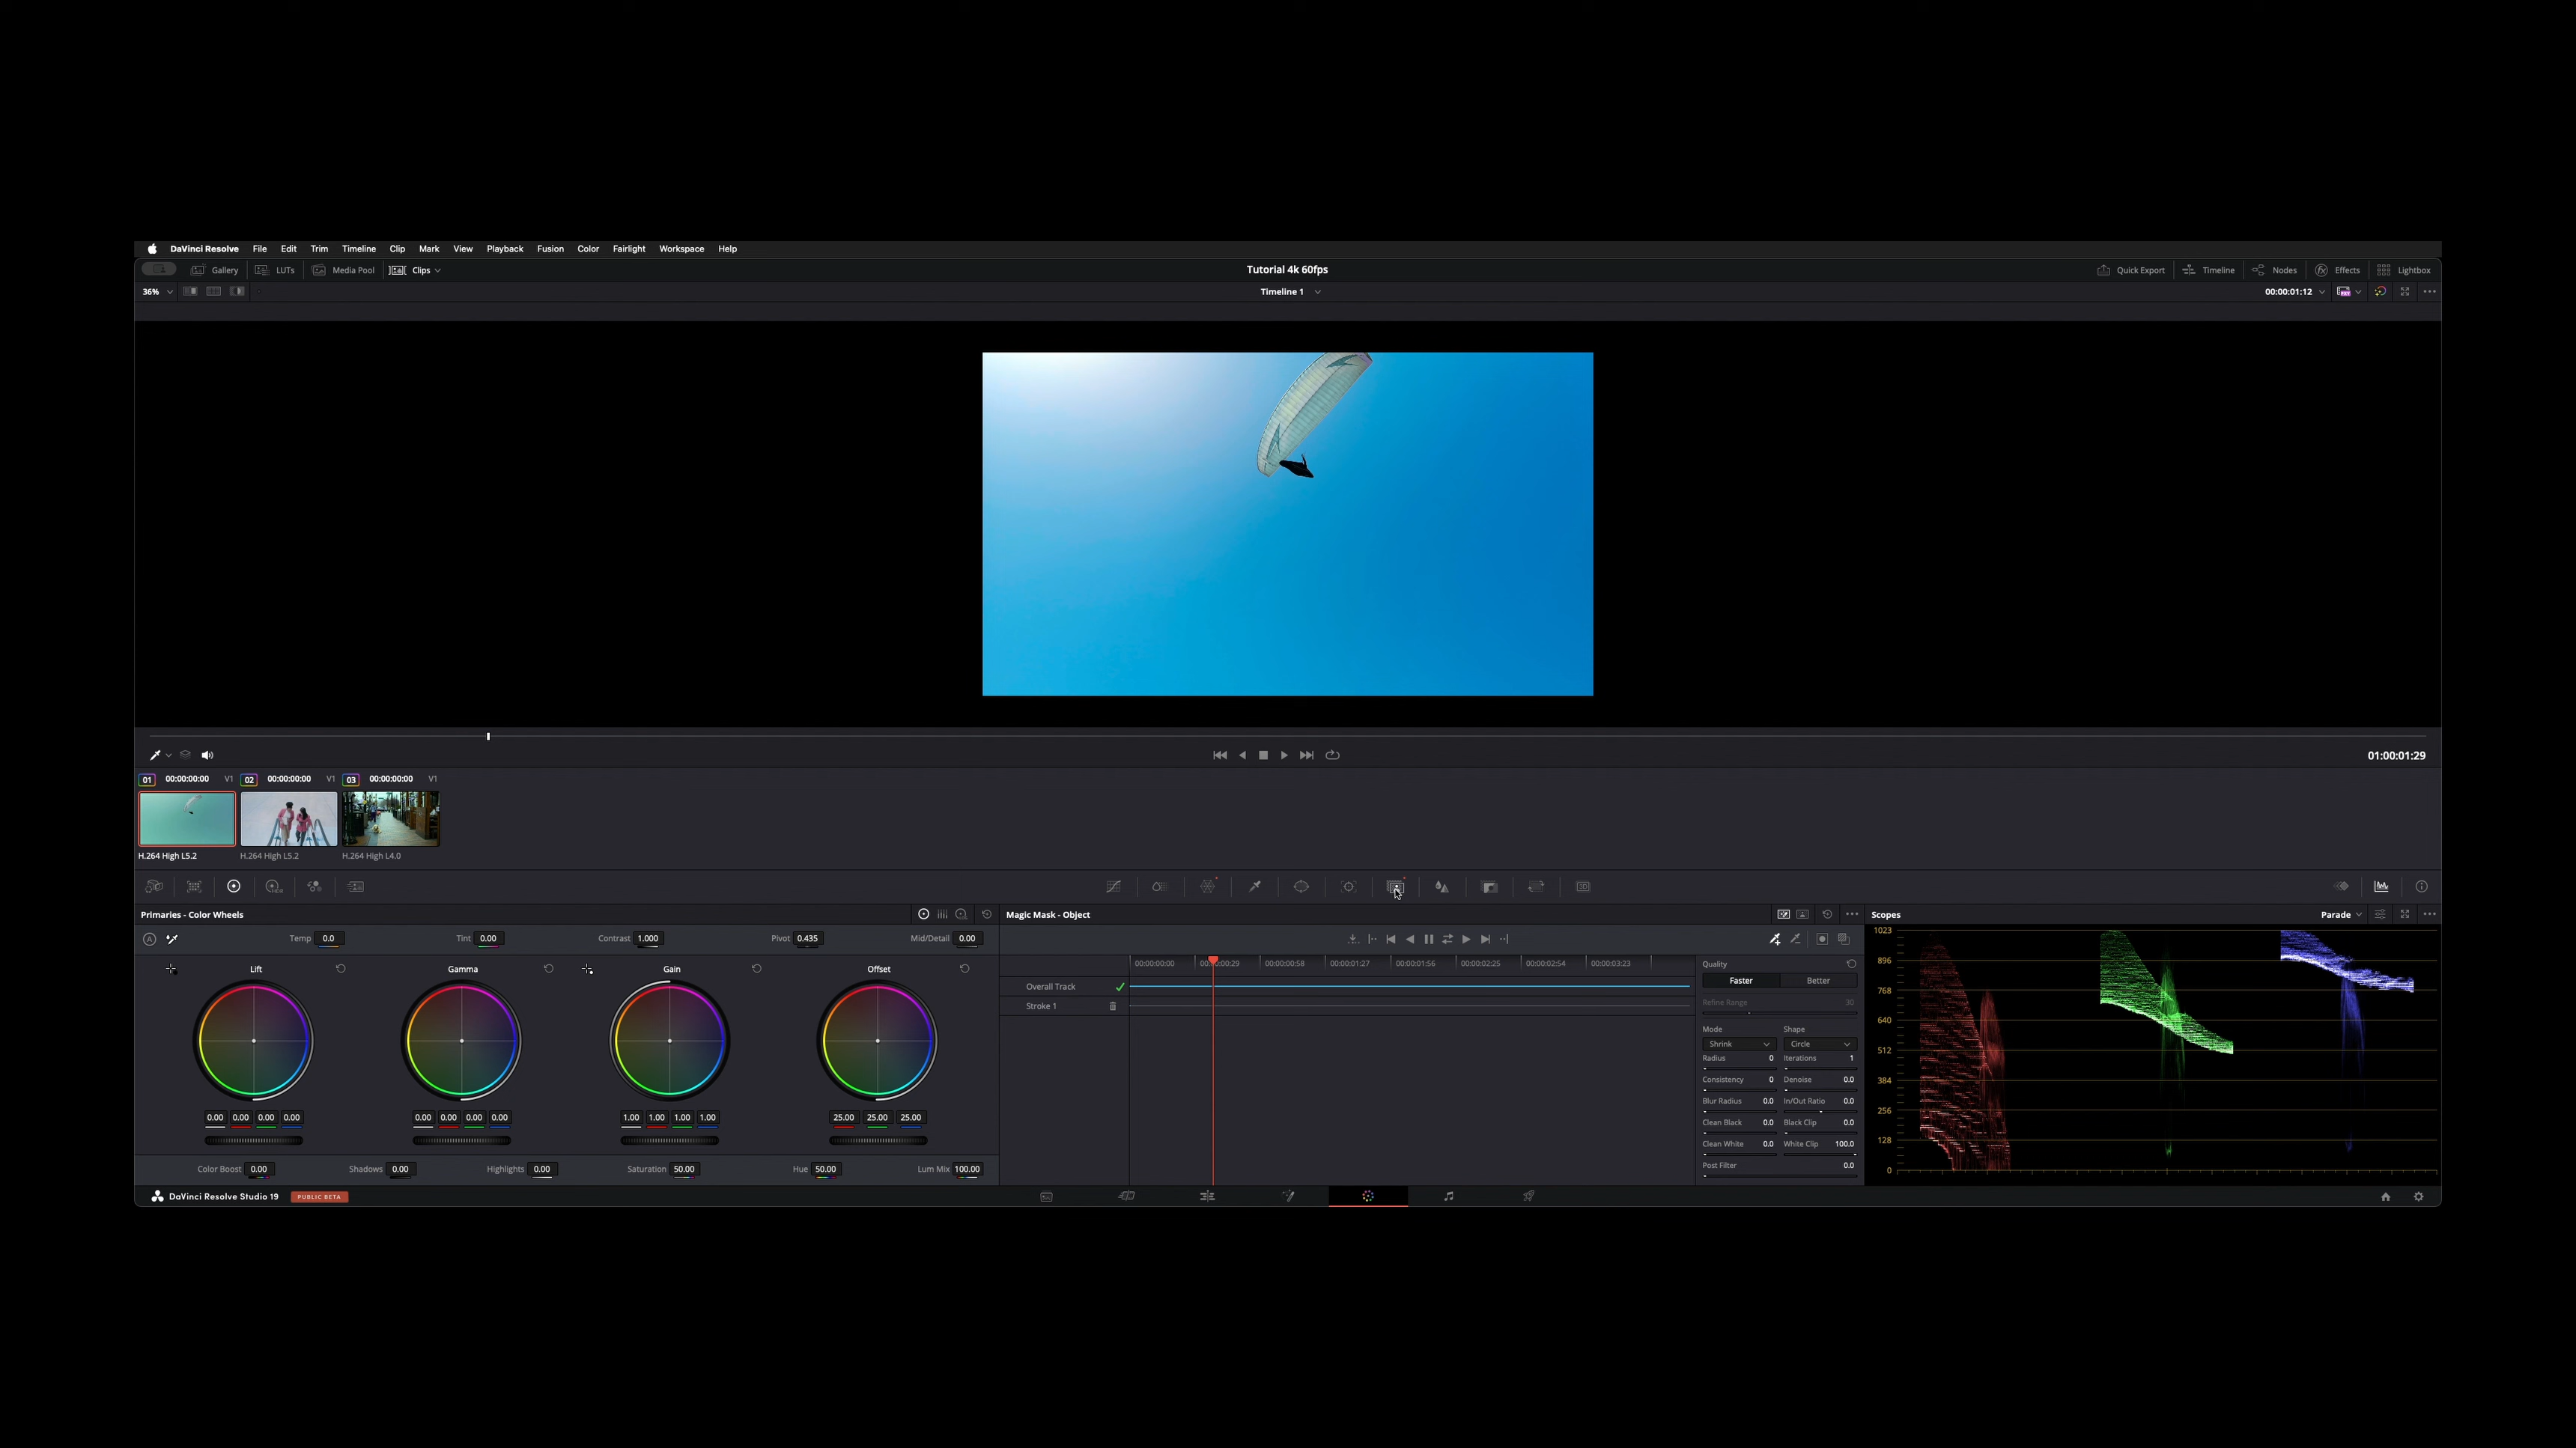 DaVinci Resolve File Edit Trim Timeline Clip Mark View Playback Fusion Color Fairlight Workspace Help
Gallery LUTs Media Pool Clips Tutorial 4k 60fps Quick Export Timeline Nodes Effects Lightbox
36% Timeline 1 00:00:01:12
01:00:01:29
01 00:00:00:00 V1 02 00:00:00:00 V1 03 00:00:00:00 V1
H.264 High L5.2 H.264 High L5.2 H.264 High L4.0
Primaries - Color Wheels
Temp 0.0 Tint 0.00 Contrast 1.000 Pivot 0.435 Mid/Detail 0.00
Lift Gamma Gain Offset
0.00 0.00 0.00 0.00 0.00 0.00 0.00 0.00 1.00 1.00 1.00 1.00 25.00 25.00 25.00
Color Boost 0.00 Shadows 0.00 Highlights 0.00 Saturation 50.00 Hue 50.00 Lum Mix 100.00
Magic Mask - Object
00:00:00:00 00:00:00:29 00:00:00:58 00:00:01:27 00:00:01:56 00:00:02:25 00:00:02:54 00:00:03:23
Overall Track
Stroke 1
Quality
Faster Better
Refine Range 30
Mode Shape
Shrink Circle
Radius 0 Iterations 1
Consistency 0 Denoise 0.0
Blur Radius 0.0 In/Out Ratio 0.0
Clean Black 0.0 Black Clip 0.0
Clean White 0.0 White Clip 100.0
Post Filter 0.0
Scopes Parade
1023
896
768
640
512
384
256
128
0
DaVinci Resolve Studio 19 PUBLIC BETA